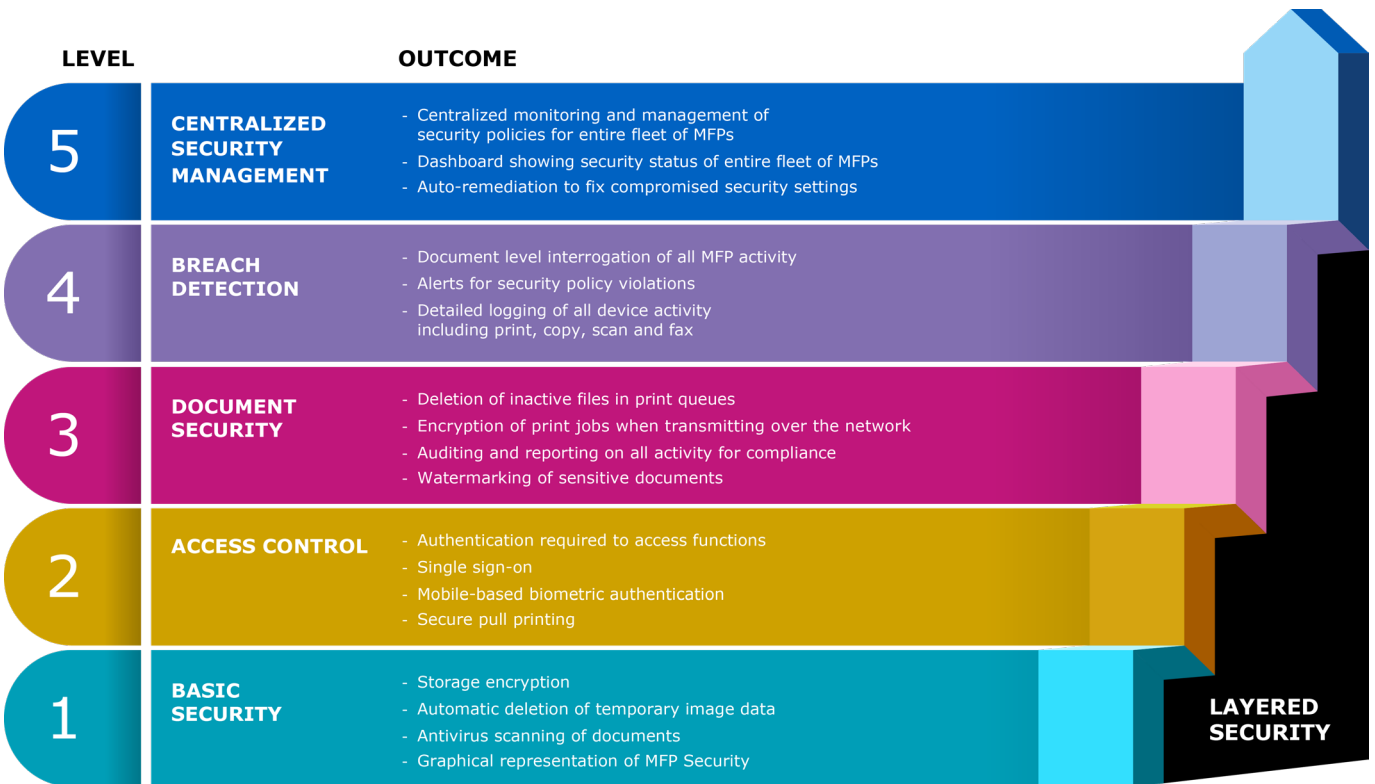 LEVEL
OUTCOME
5
CENTRALIZED
SECURITY
MANAGEMENT
- Centralized monitoring and management of
security policies for entire fleet of MFPs
- Dashboard showing security status of entire fleet of MFPs
- Auto-remediation to fix compromised security settings
4
BREACH
DETECTION
- Document level interrogation of all MFP activity
- Alerts for security policy violations
- Detailed logging of all device activity
including print, copy, scan and fax
3
DOCUMENT
SECURITY
- Deletion of inactive files in print queues
- Encryption of print jobs when transmitting over the network
- Auditing and reporting on all activity for compliance
- Watermarking of sensitive documents
2
ACCESS CONTROL
- Authentication required to access functions
- Single sign-on
- Mobile-based biometric authentication
- Secure pull printing
1
BASIC
SECURITY
- Storage encryption
- Automatic deletion of temporary image data
- Antivirus scanning of documents
- Graphical representation of MFP Security
LAYERED
SECURITY